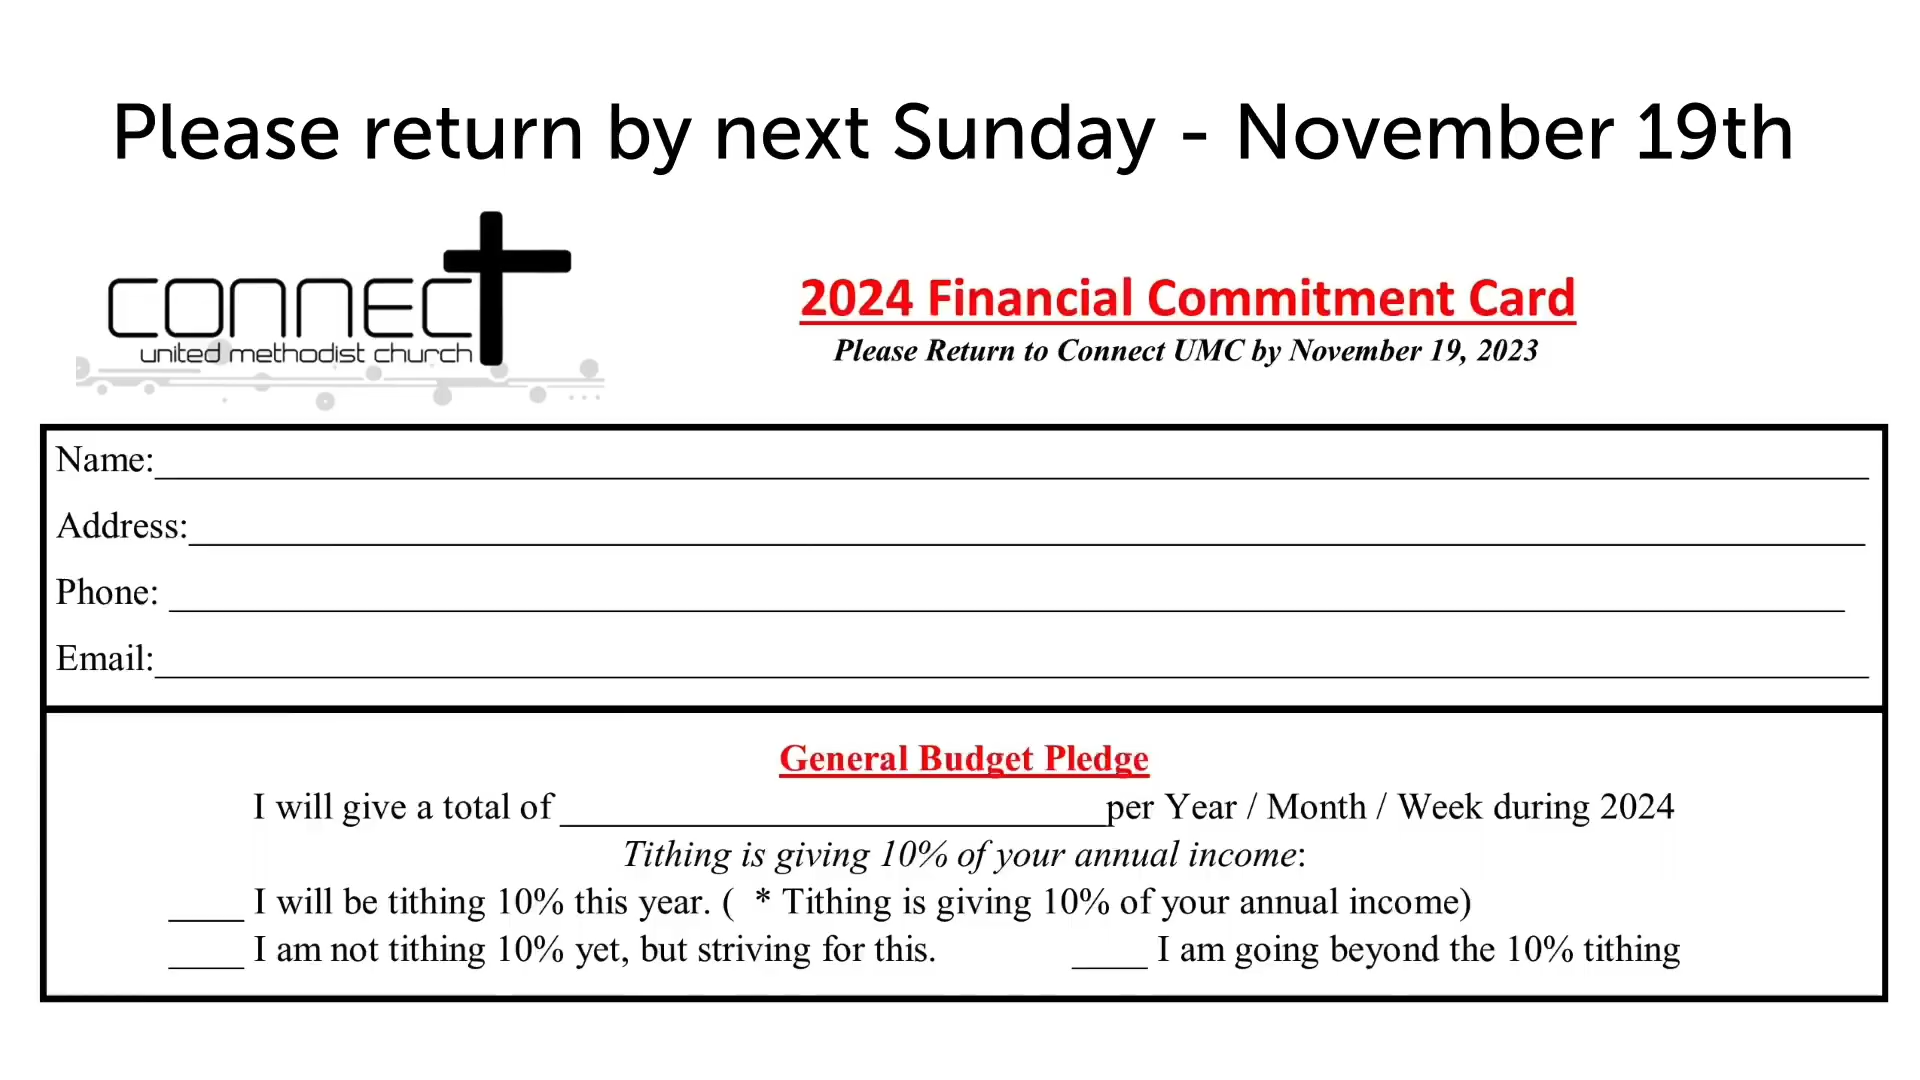 Please return by next Sunday - November 19th
connect
united methodist church
2024 Financial Commitment Card
Please Return to Connect UMC by November 19, 2023
Name:
Address:
Phone:
Email:
General Budget Pledge
I will give a total of ____________________________per Year / Month / Week during 2024
Tithing is giving 10% of your annual income:
____ I will be tithing 10% this year. ( * Tithing is giving 10% of your annual income)
____ I am not tithing 10% yet, but striving for this. ____ I am going beyond the 10% tithing